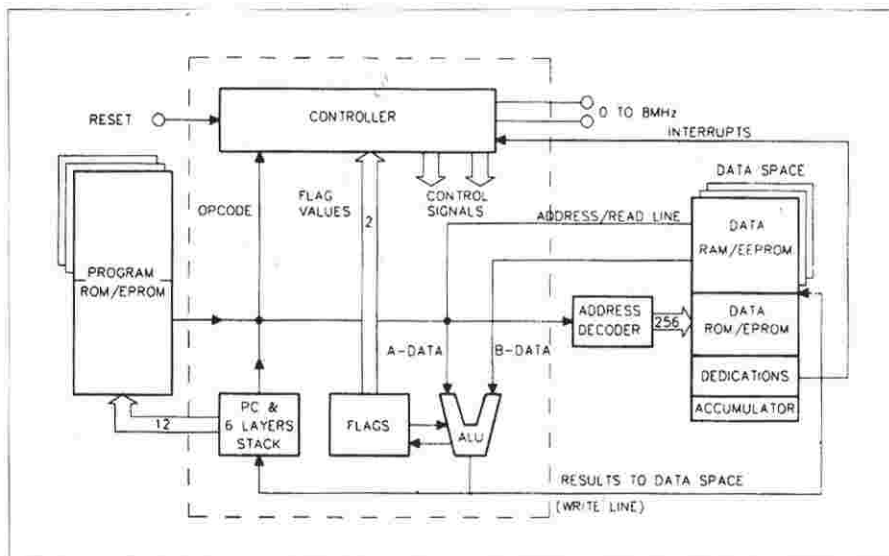 RESET
CONTROLLER
0 TO 8MHz
INTERRUPTS
DATA SPACE
OPCODE
FLAG
VALUES
2
CONTROL
SIGNALS
ADDRESS/READ LINE
DATA
RAM/EEPROM
PROGRAM
ROM/EPROM
ADDRESS
DECODER
256
DATA
ROM/EPROM
A-DATA
B-DATA
DEDICATIONS
ACCUMULATOR
12
PC &
6 LAYERS
STACK
FLAGS
ALU
RESULTS TO DATA SPACE
(WRITE LINE)